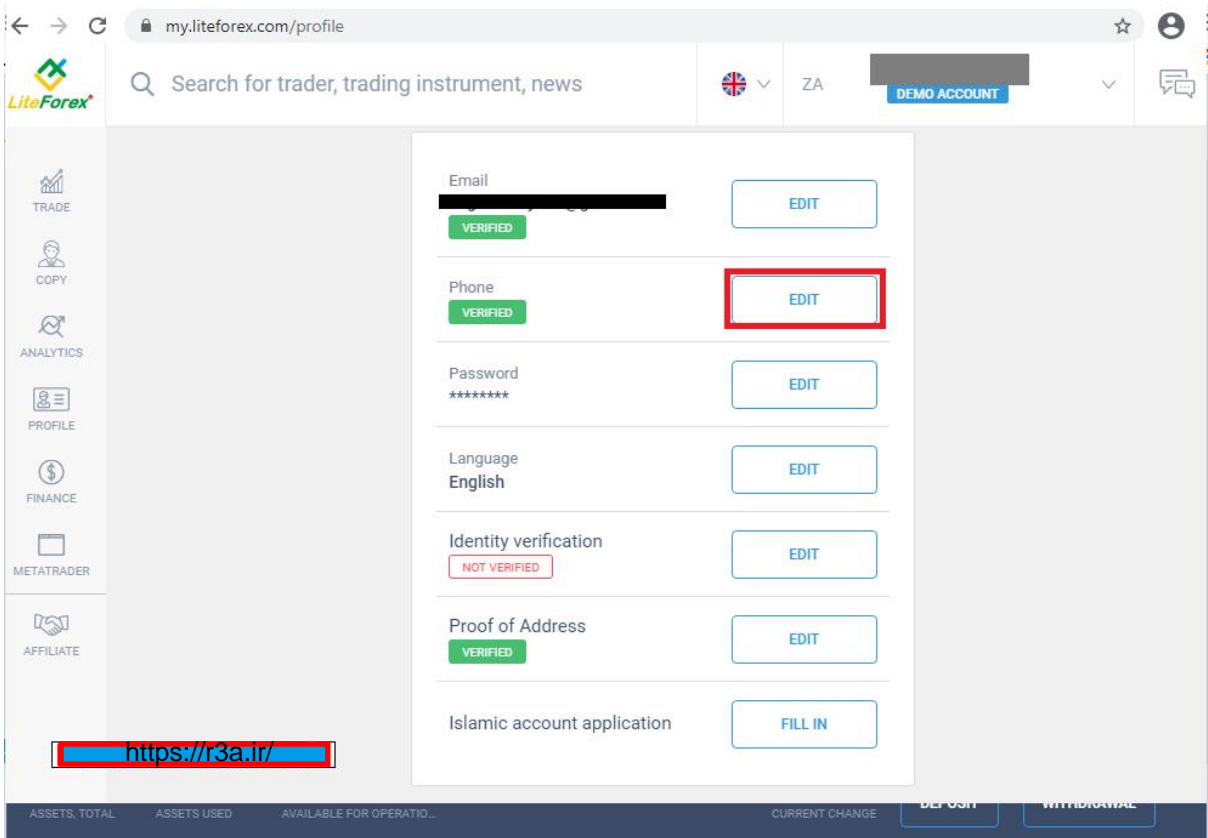 my.liteforex.com/profile
LiteForex
Search for trader, trading instrument, news
ZA
DEMO ACCOUNT
TRADE
COPY
ANALYTICS
PROFILE
FINANCE
METATRADER
AFFILIATE
Email
VERIFIED
EDIT
Phone
VERIFIED
EDIT
Password
********
EDIT
Language
English
EDIT
Identity verification
NOT VERIFIED
EDIT
Proof of Address
VERIFIED
EDIT
Islamic account application
FILL IN
https://r3a.ir/
ASSETS, TOTAL
ASSETS USED
AVAILABLE FOR OPERATIO...
CURRENT CHANGE
DEPOSIT
WITHDRAWAL